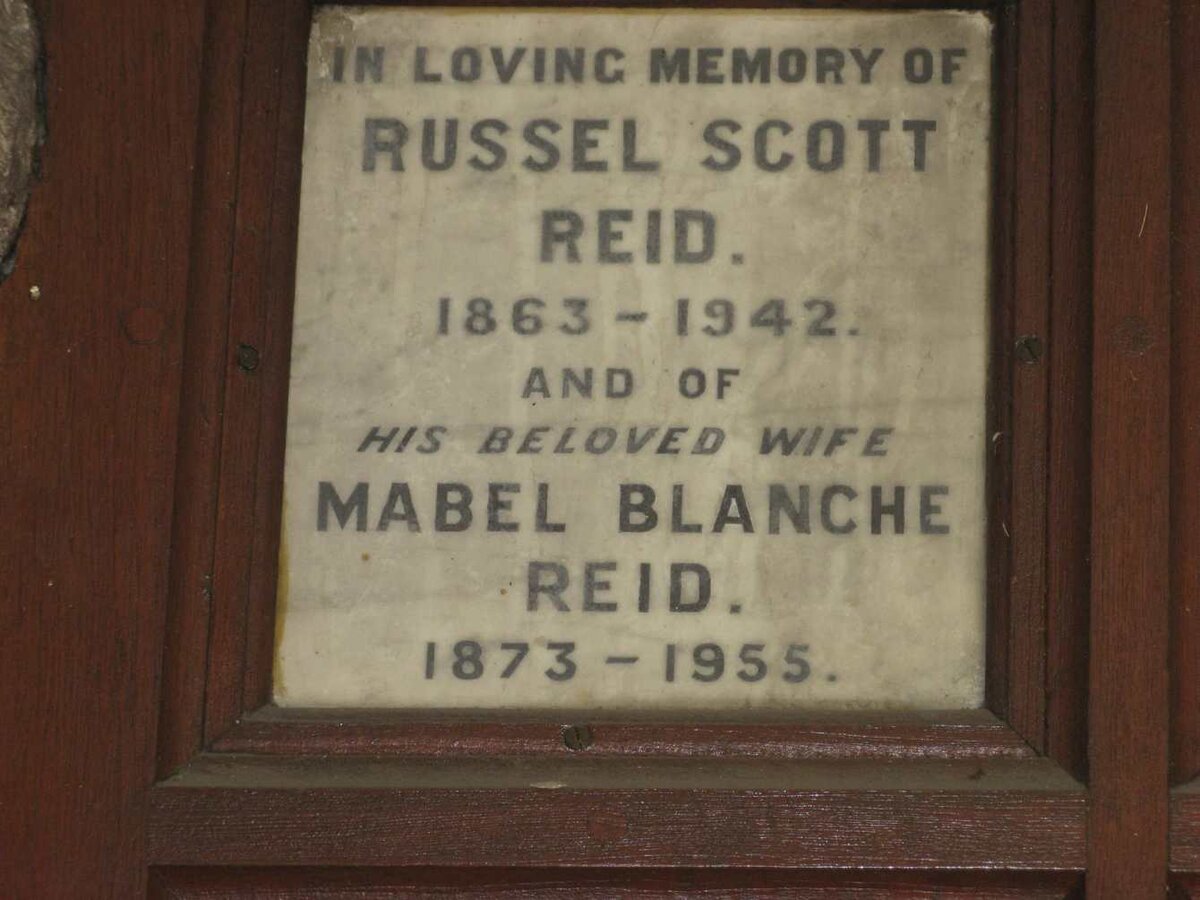 IN LOVING MEMORY OF
RUSSEL SCOTT
REID.
1863 - 1942.
AND OF
HIS BELOVED WIFE
MABEL BLANCHE
REID.
1873 - 1955.